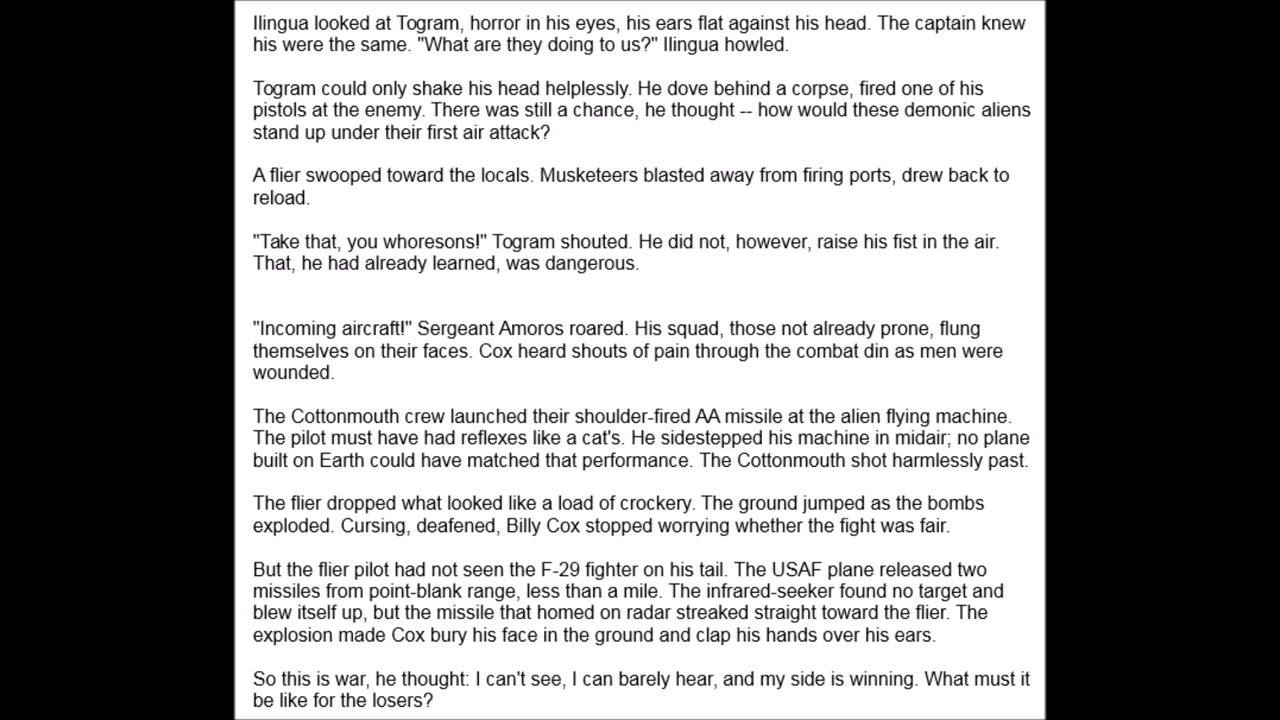 Ilingua looked at Togram, horror in his eyes, his ears flat against his head. The captain knew
his were the same. "What are they doing to us?" Ilingua howled.
Togram could only shake his head helplessly. He dove behind a corpse, fired one of his
pistols at the enemy. There was still a chance, he thought -- how would these demonic aliens
stand up under their first air attack?
A flier swooped toward the locals. Musketeers blasted away from firing ports, drew back to
reload.
"Take that, you whoresons!" Togram shouted. He did not, however, raise his fist in the air.
That, he had already learned, was dangerous.
"Incoming aircraft!" Sergeant Amoros roared. His squad, those not already prone, flung
themselves on their faces. Cox heard shouts of pain through the combat din as men were
wounded.
The Cottonmouth crew launched their shoulder-fired AA missile at the alien flying machine.
The pilot must have had reflexes like a cat's. He sidestepped his machine in midair; no plane
built on Earth could have matched that performance. The Cottonmouth shot harmlessly past.
The flier dropped what looked like a load of crockery. The ground jumped as the bombs
exploded. Cursing, deafened, Billy Cox stopped worrying whether the fight was fair.
But the flier pilot had not seen the F-29 fighter on his tail. The USAF plane released two
missiles from point-blank range, less than a mile. The infrared-seeker found no target and
blew itself up, but the missile that homed on radar streaked straight toward the flier. The
explosion made Cox bury his face in the ground and clap his hands over his ears.
So this is war, he thought: I can't see, I can barely hear, and my side is winning. What must it
be like for the losers?